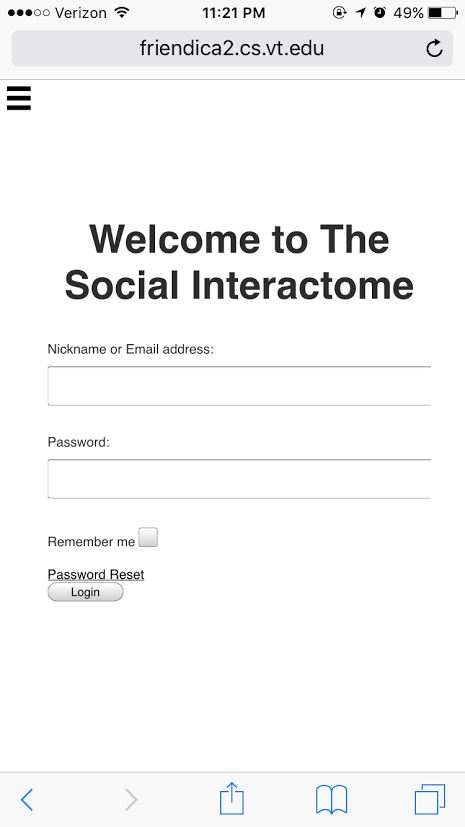 Verizon 11:21 PM 49%
friendica2.cs.vt.edu
Welcome to The
Social Interactome
Nickname or Email address:
Password:
Remember me
Password Reset
Login